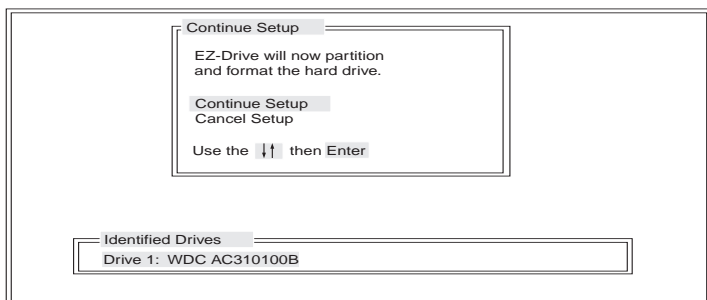 Continue Setup
EZ-Drive will now partition
and format the hard drive.
Continue Setup
Cancel Setup
Use the ↓↑ then Enter
Identified Drives
Drive 1: WDC AC310100B